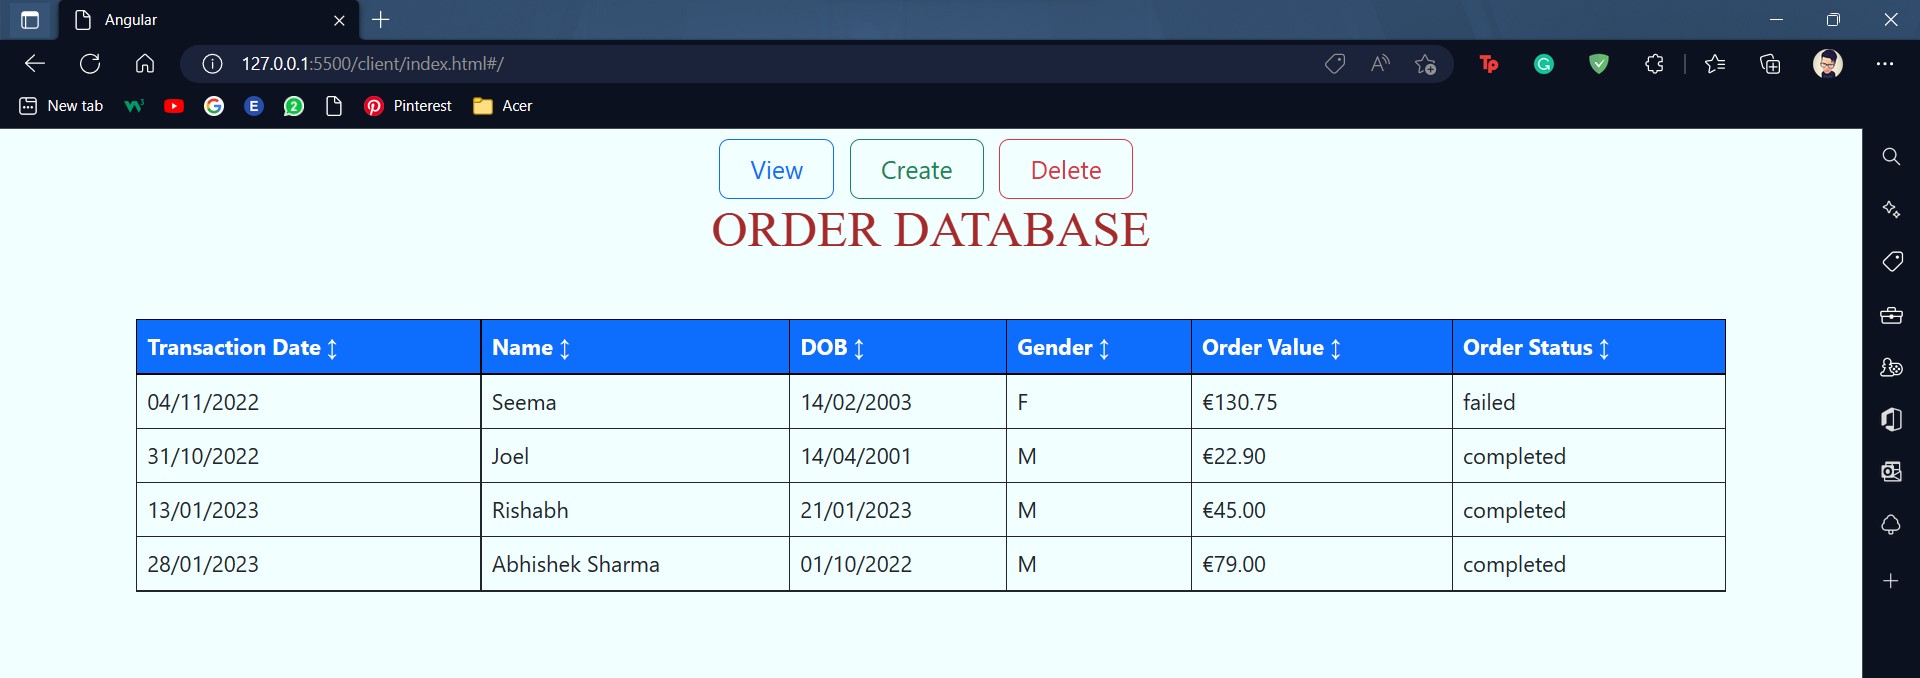 Angular
127.0.0.1:5500/client/index.html#/
New tab Pinterest Acer
View Create Delete
ORDER DATABASE
Transaction Date ↕ Name ↕ DOB ↕ Gender ↕ Order Value ↕ Order Status ↕
04/11/2022 Seema 14/02/2003 F €130.75 failed
31/10/2022 Joel 14/04/2001 M €22.90 completed
13/01/2023 Rishabh 21/01/2023 M €45.00 completed
28/01/2023 Abhishek Sharma 01/10/2022 M €79.00 completed